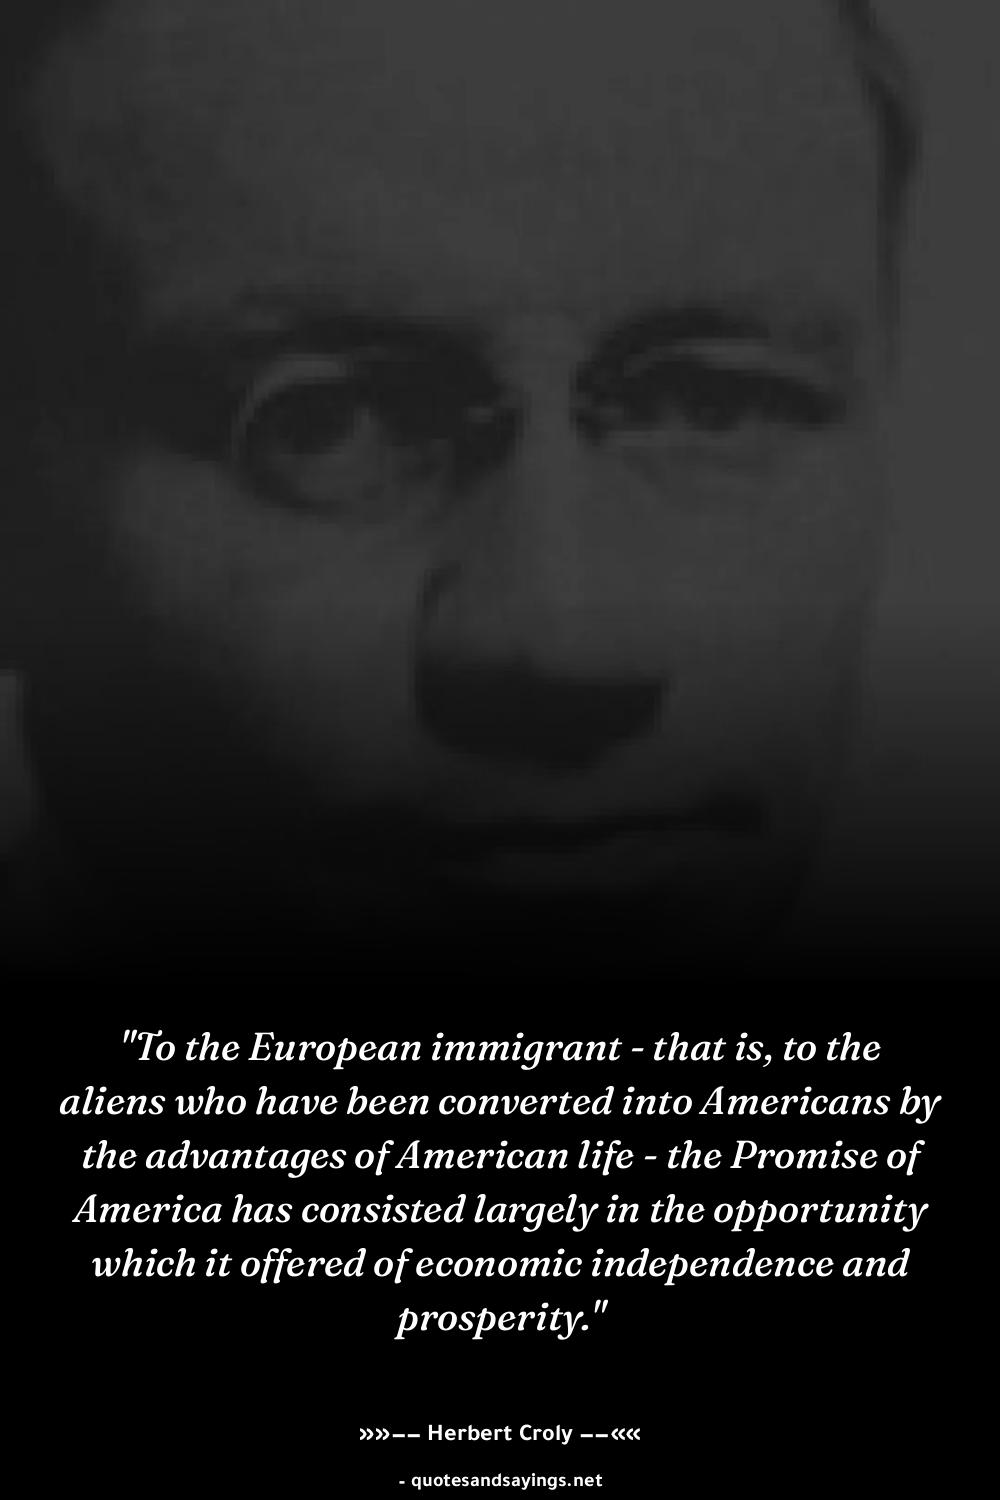 "To the European immigrant - that is, to the
aliens who have been converted into Americans by
the advantages of American life - the Promise of
America has consisted largely in the opportunity
which it offered of economic independence and
prosperity."
»»–– Herbert Croly ––««
- quotesandsayings.net